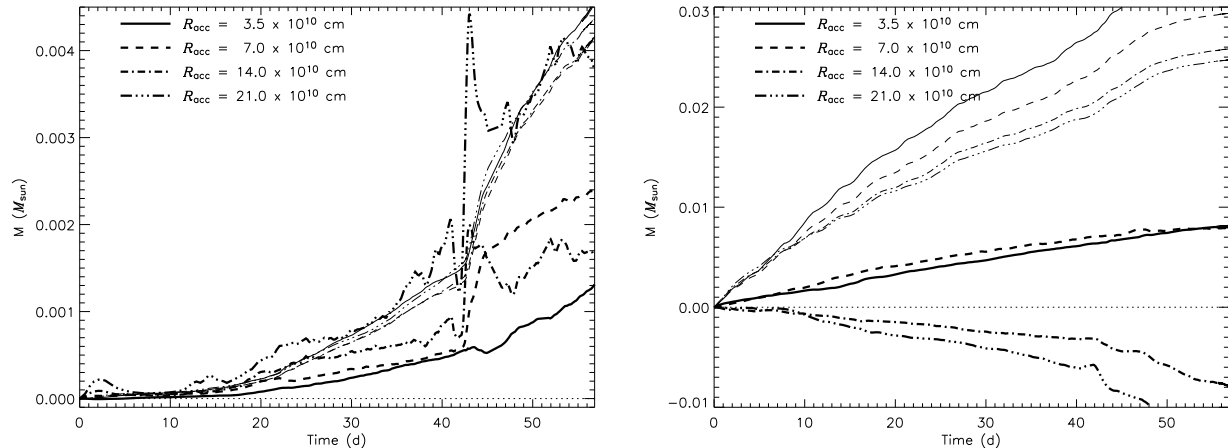 R_acc = 3.5 x 10^10 cm
R_acc = 7.0 x 10^10 cm
R_acc = 14.0 x 10^10 cm
R_acc = 21.0 x 10^10 cm
0.004
0.003
0.002
0.001
0.000
M (M_sun)
0 10 20 30 40 50
Time (d)
R_acc = 3.5 x 10^10 cm
R_acc = 7.0 x 10^10 cm
R_acc = 14.0 x 10^10 cm
R_acc = 21.0 x 10^10 cm
0.03
0.02
0.01
0.00
-0.01
M (M_sun)
0 10 20 30 40 50
Time (d)